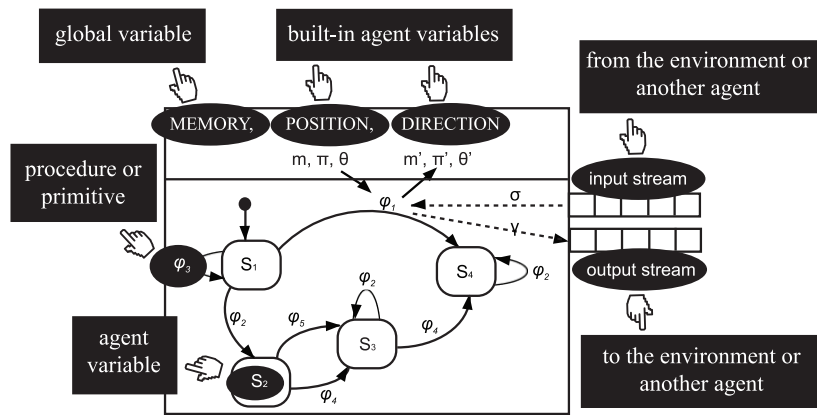 global variable
built-in agent variables
from the environment or
another agent
MEMORY,
POSITION,
DIRECTION
m, π, θ
m', π', θ'
procedure or
primitive
input stream
σ
φ1
γ
φ3
S1
S4
φ2
output stream
φ2
φ2
φ5
S3
φ4
agent
variable
S2
φ4
to the environment or
another agent